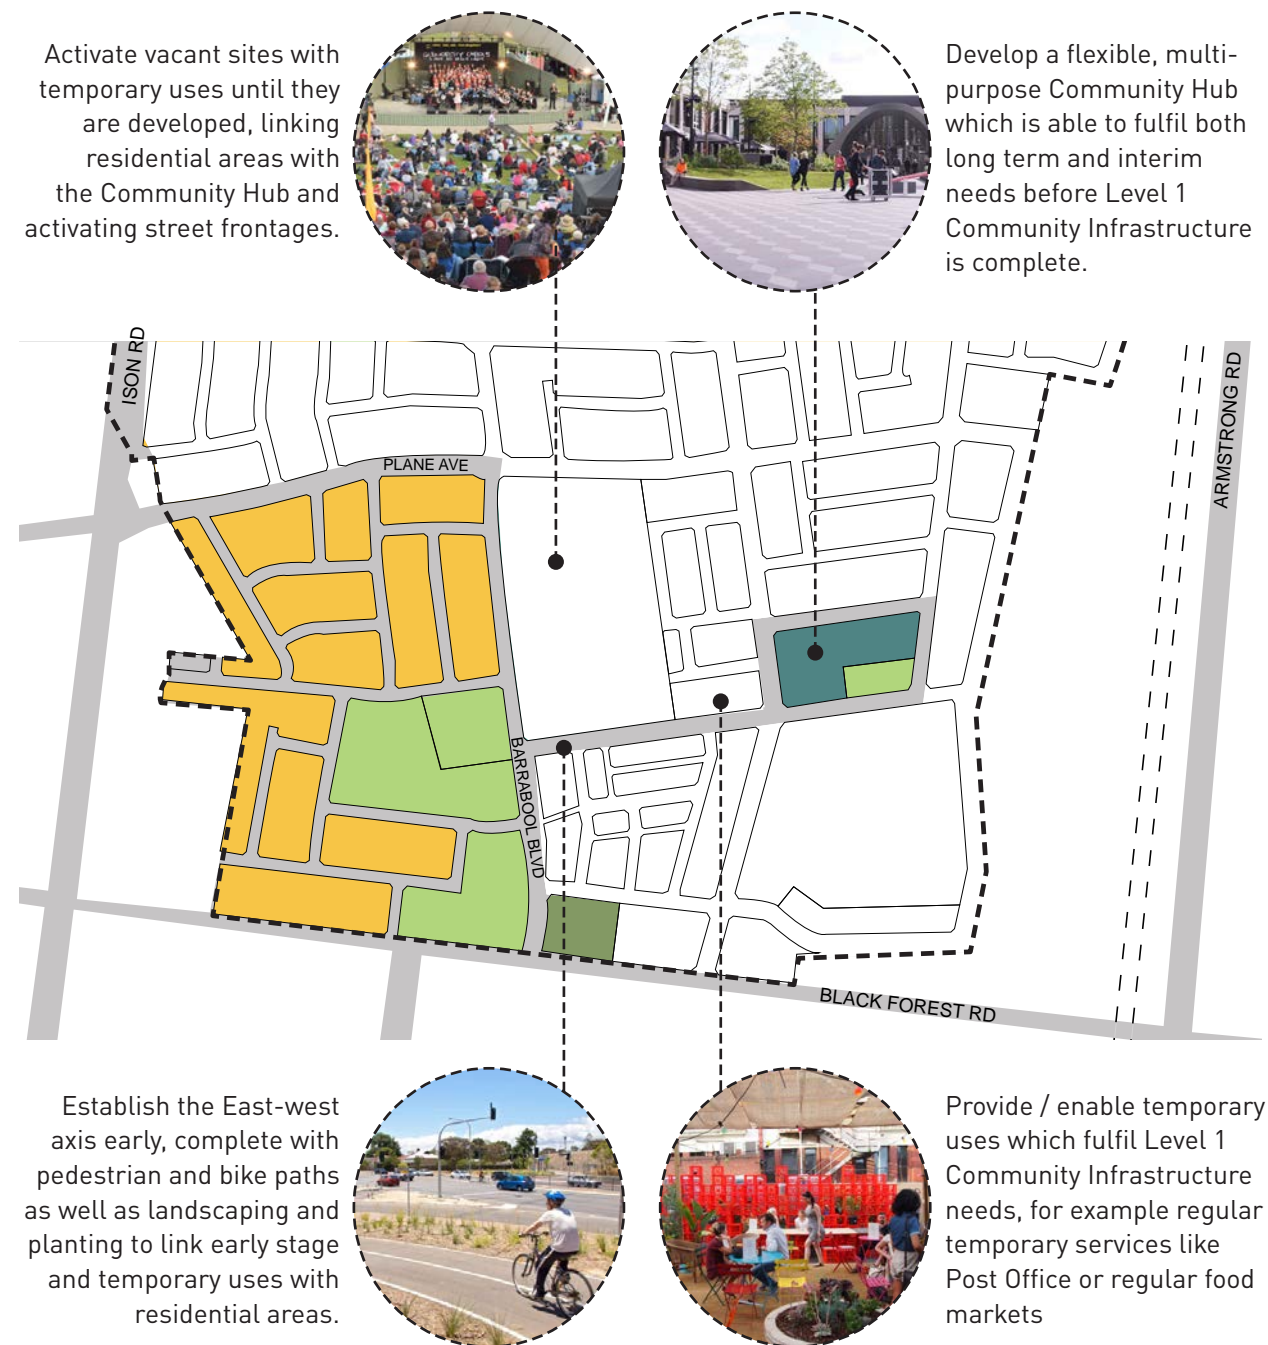 Activate vacant sites with
temporary uses until they
are developed, linking
residential areas with
the Community Hub and
activating street frontages.
Develop a flexible, multi-
purpose Community Hub
which is able to fulfil both
long term and interim
needs before Level 1
Community Infrastructure
is complete.
ISON RD
PLANE AVE
ARMSTRONG RD
BARRABOOL BLVD
BLACK FOREST RD
Establish the East-west
axis early, complete with
pedestrian and bike paths
as well as landscaping and
planting to link early stage
and temporary uses with
residential areas.
Provide / enable temporary
uses which fulfil Level 1
Community Infrastructure
needs, for example regular
temporary services like
Post Office or regular food
markets